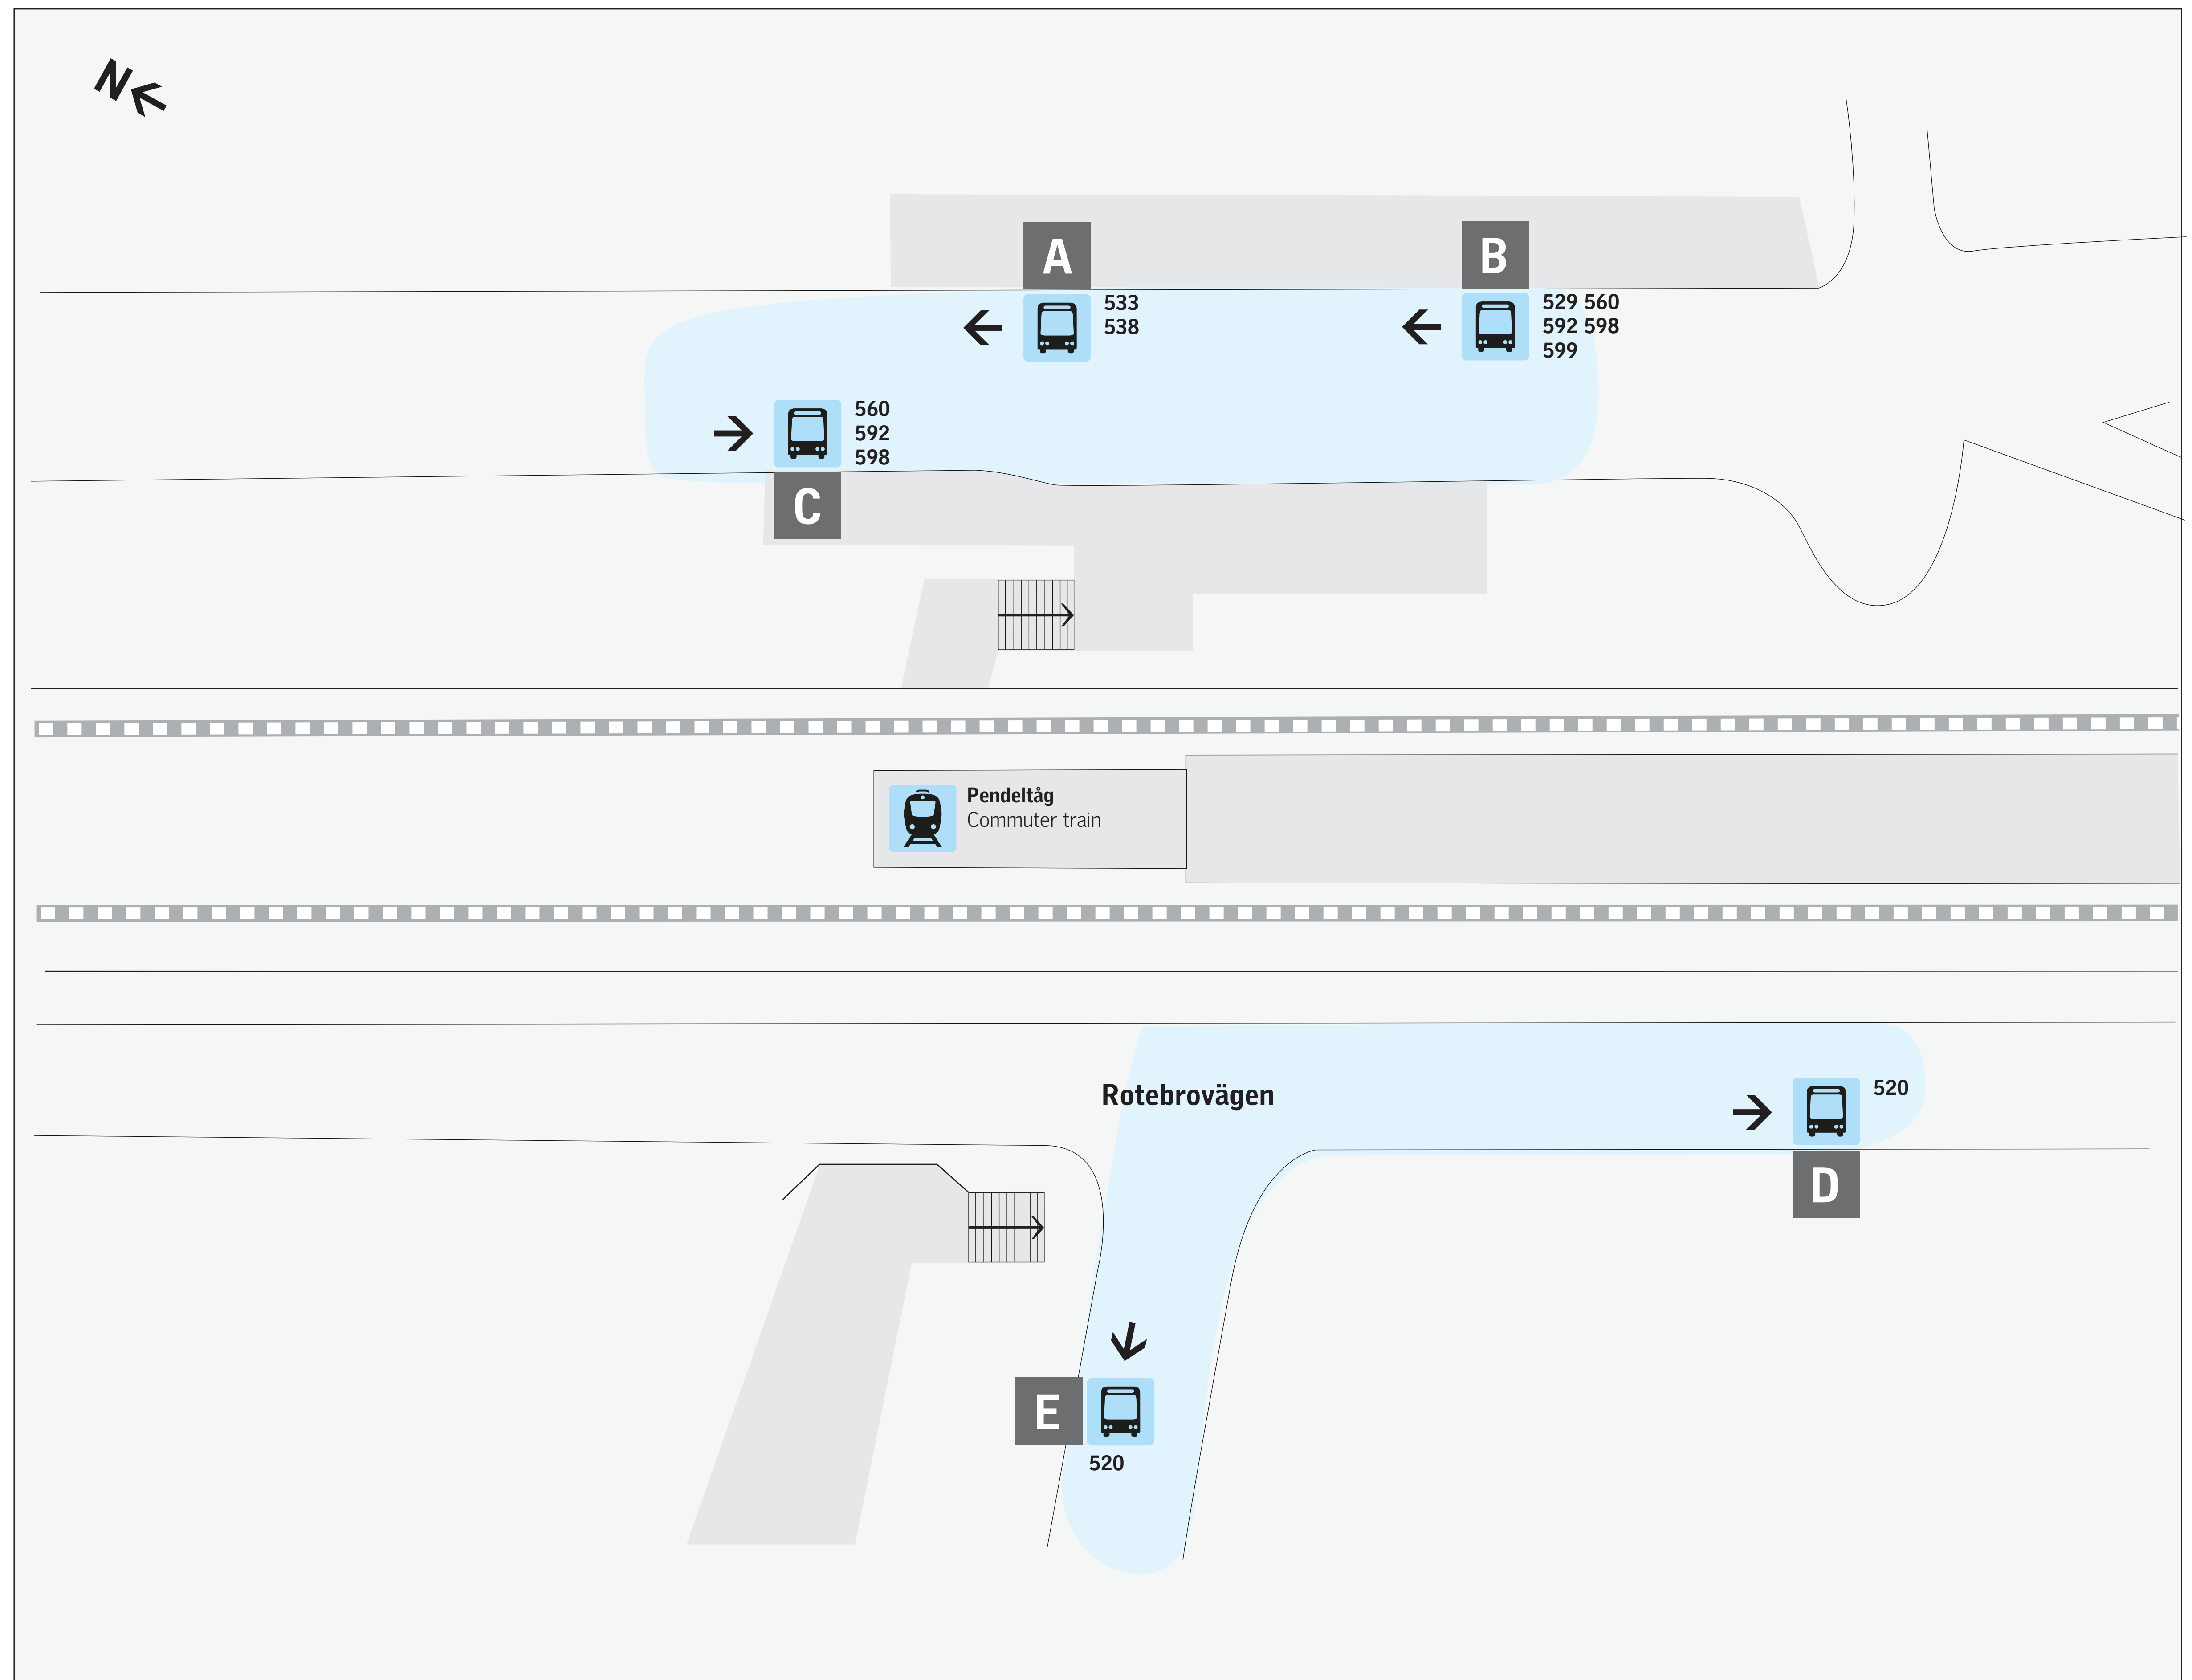 N
A
B
533
538
529 560
592 598
599
560
592
598
C
Pendeltåg
Commuter train
Rotebrovägen
520
D
E
520